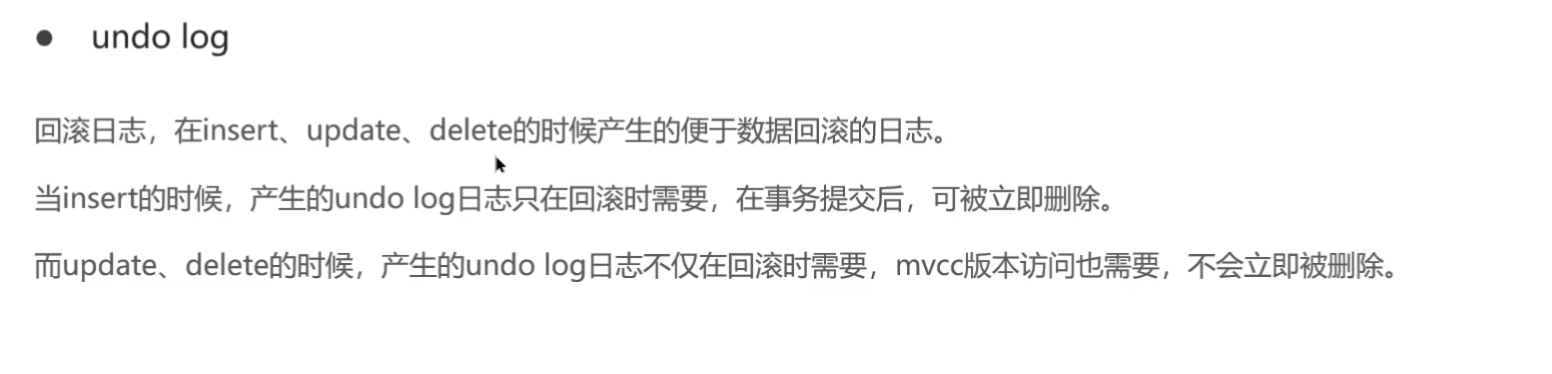 ● undo log
回滚日志，在insert、update、delete的时候产生的便于数据回滚的日志。
当insert的时候，产生的undo log日志只在回滚时需要，在事务提交后，可被立即删除。
而update、delete的时候，产生的undo log日志不仅在回滚时需要，mvcc版本访问也需要，不会立即被删除。